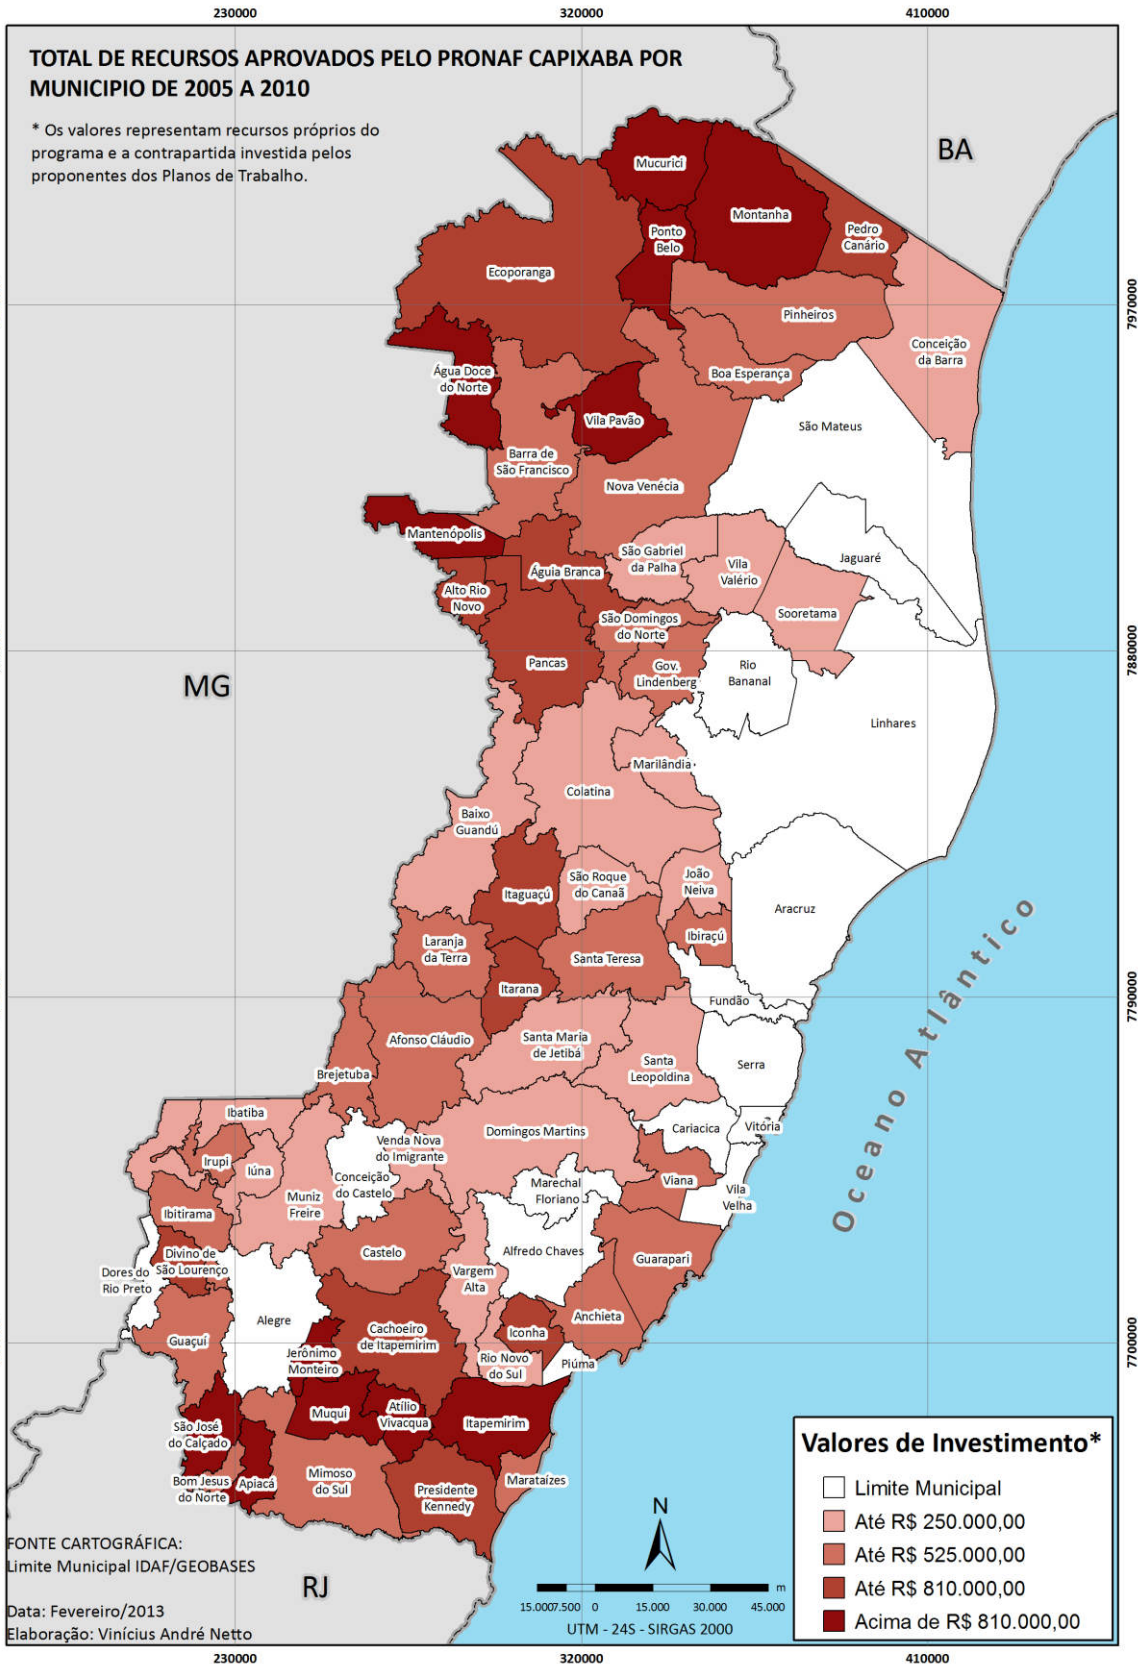 230000
320000
410000
TOTAL DE RECURSOS APROVADOS PELO PRONAF CAPIXABA POR
MUNICIPIO DE 2005 A 2010
* Os valores representam recursos próprios do
programa e a contrapartida investida pelos
proponentes dos Planos de Trabalho.
BA
Mucurici
Montanha
Ponto
Belo
Pedro
Canário
Ecoporanga
7970000
Pinheiros
Conceição
da Barra
Água Doce
do Norte
Boa Esperança
Vila Pavão
São Mateus
Barra de
São Francisco
Nova Venécia
Mantenópolis
São Gabriel
da Palha
Vila
Valério
Jaguaré
Águia Branca
Alto Rio
Novo
Sooretama
São Domingos
do Norte
7880000
Pancas
Gov.
Lindenberg
Rio
Bananal
MG
Linhares
Marilândia
Colatina
Baixo
Guandú
São Roque
do Canaã
João
Neiva
Itaguaçú
Aracruz
Laranja
da Terra
Ibiraçú
Santa Teresa
Itarana
Fundão
7790000
Oceano Atlântico
Afonso Cláudio
Santa Maria
de Jetibá
Santa
Leopoldina
Serra
Brejetuba
Ibatiba
Domingos Martins
Cariacica
Vitória
Venda Nova
do Imigrante
Irupi
Iúna
Conceição
do Castelo
Marechal
Floriano
Viana
Vila
Velha
Muniz
Freire
Ibitirama
Castelo
Alfredo Chaves
Guarapari
Divino de
São Lourenço
Dores do
Rio Preto
Vargem
Alta
Alegre
Anchieta
Guaçuí
Cachoeiro
de Itapemirim
Iconha
7700000
Jerônimo
Monteiro
Rio Novo
do Sul
Piúma
Muqui
Atílio
Vivacqua
Itapemirim
São José
do Calçado
Bom Jesus
do Norte
Apiacá
Mimoso
do Sul
Presidente
Kennedy
Marataízes
Valores de Investimento*
Limite Municipal
Até R$ 250.000,00
Até R$ 525.000,00
Até R$ 810.000,00
Acima de R$ 810.000,00
N
m
15.0007.500 0 15.000 30.000 45.000
UTM - 24S - SIRGAS 2000
FONTE CARTOGRÁFICA:
Limite Municipal IDAF/GEOBASES
RJ
Data: Fevereiro/2013
Elaboração: Vinícius André Netto
230000
320000
410000